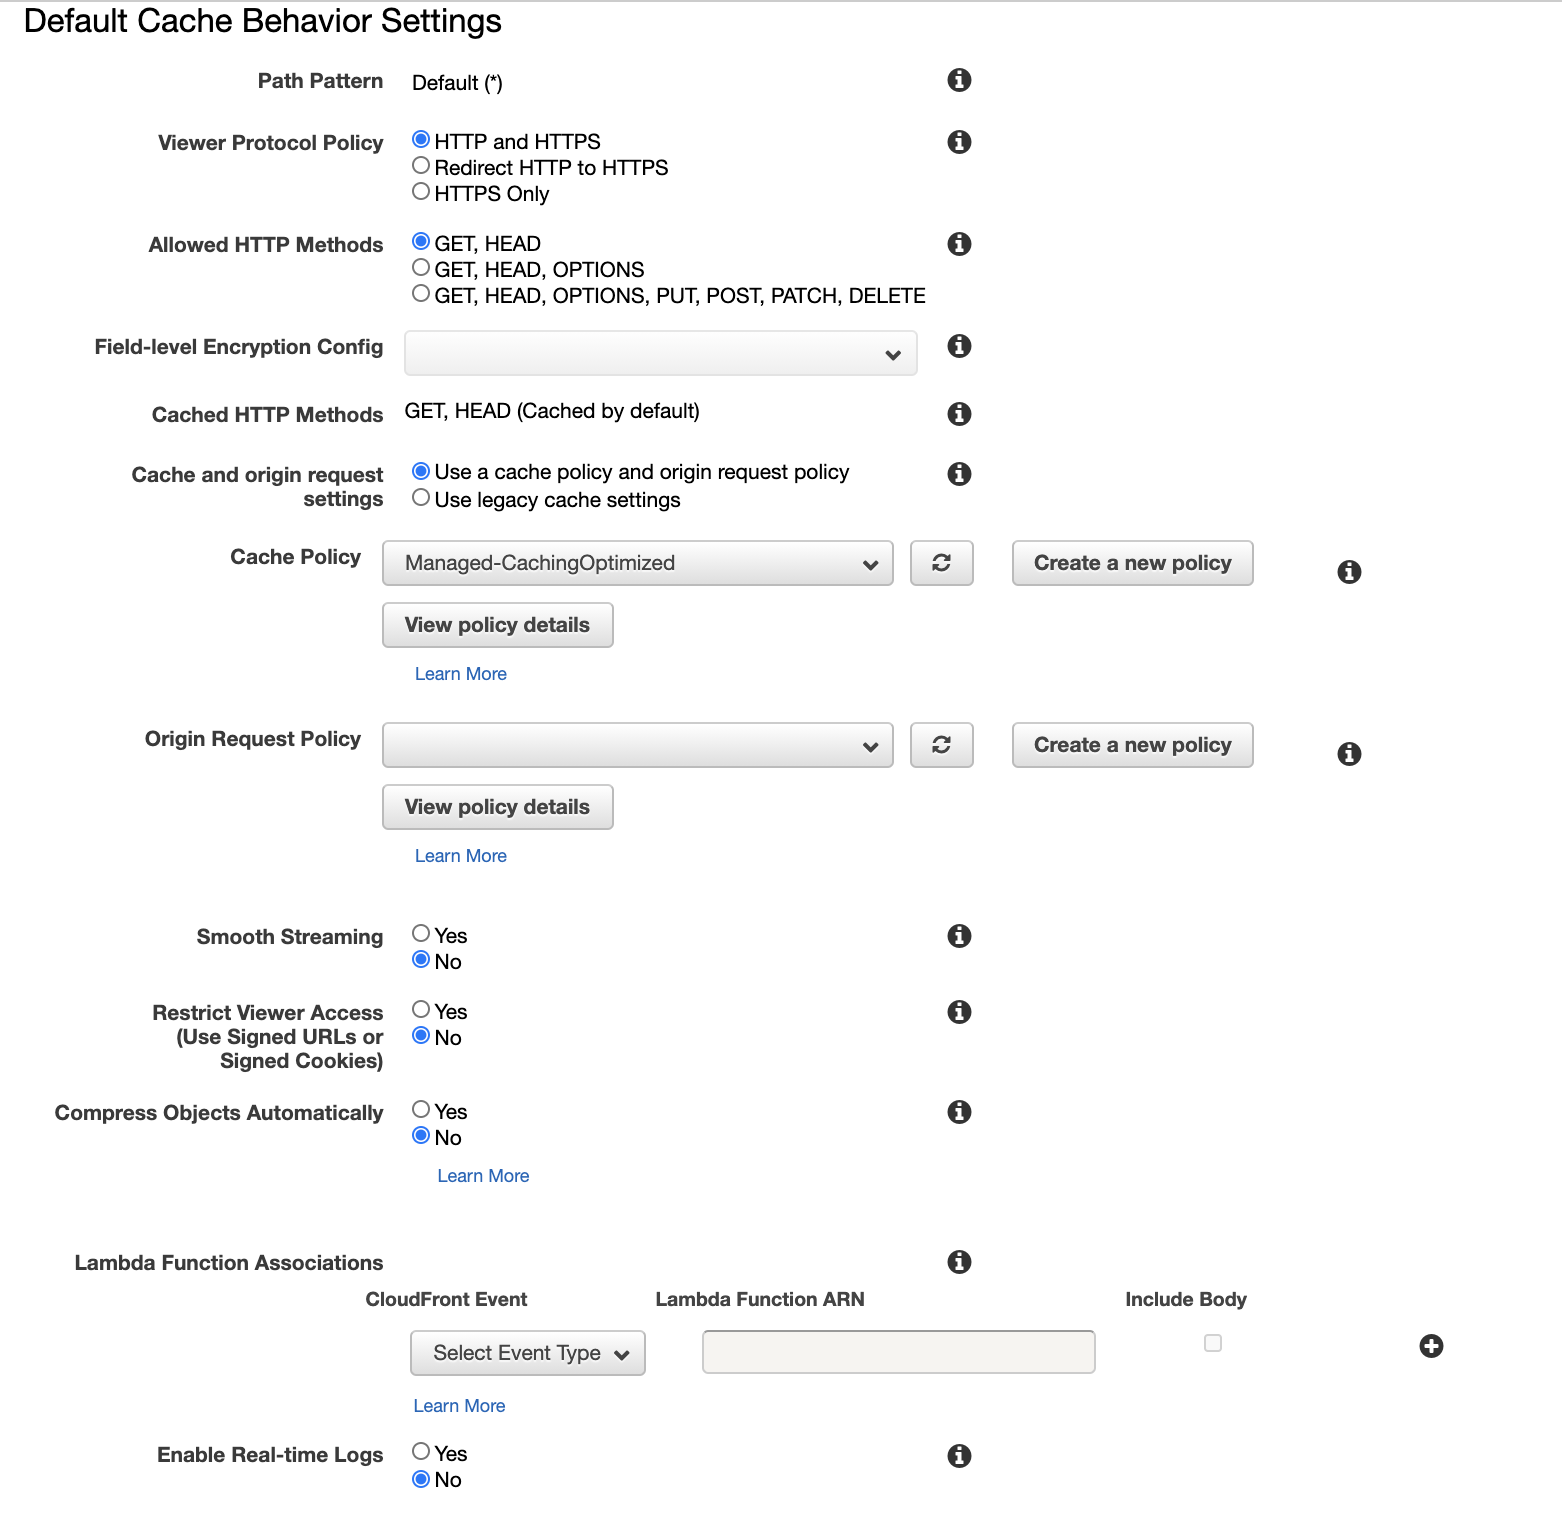 Default Cache Behavior Settings
Path Pattern
Default (*)
Viewer Protocol Policy
HTTP and HTTPS
Redirect HTTP to HTTPS
HTTPS Only
Allowed HTTP Methods
GET, HEAD
GET, HEAD, OPTIONS
GET, HEAD, OPTIONS, PUT, POST, PATCH, DELETE
Field-level Encryption Config
Cached HTTP Methods
GET, HEAD (Cached by default)
Cache and origin request
settings
Use a cache policy and origin request policy
Use legacy cache settings
Cache Policy
Managed-CachingOptimized
Create a new policy
View policy details
Learn More
Origin Request Policy
Create a new policy
View policy details
Learn More
Smooth Streaming
Yes
No
Restrict Viewer Access
(Use Signed URLs or
Signed Cookies)
Yes
No
Compress Objects Automatically
Yes
No
Learn More
Lambda Function Associations
CloudFront Event
Lambda Function ARN
Include Body
Select Event Type
Learn More
Enable Real-time Logs
Yes
No